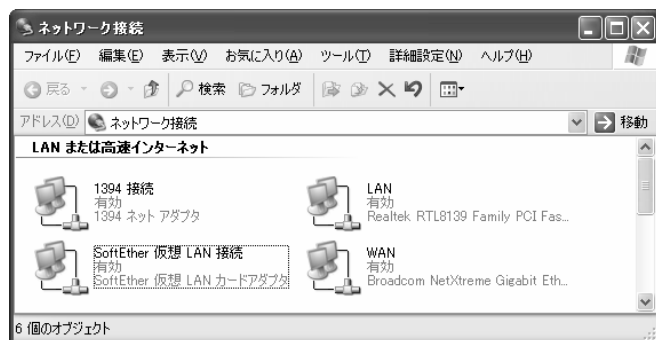 ネットワーク接続
ファイル(F) 編集(E) 表示(V) お気に入り(A) ツール(T) 詳細設定(N) ヘルプ(H)
戻る 検索 フォルダ
アドレス(D) ネットワーク接続 移動
LAN または高速インターネット
1394 接続
有効
1394 ネット アダプタ
LAN
有効
Realtek RTL8139 Family PCI Fas...
SoftEther 仮想 LAN 接続
有効
SoftEther 仮想 LAN カードアダプタ
WAN
有効
Broadcom NetXtreme Gigabit Eth...
6 個のオブジェクト